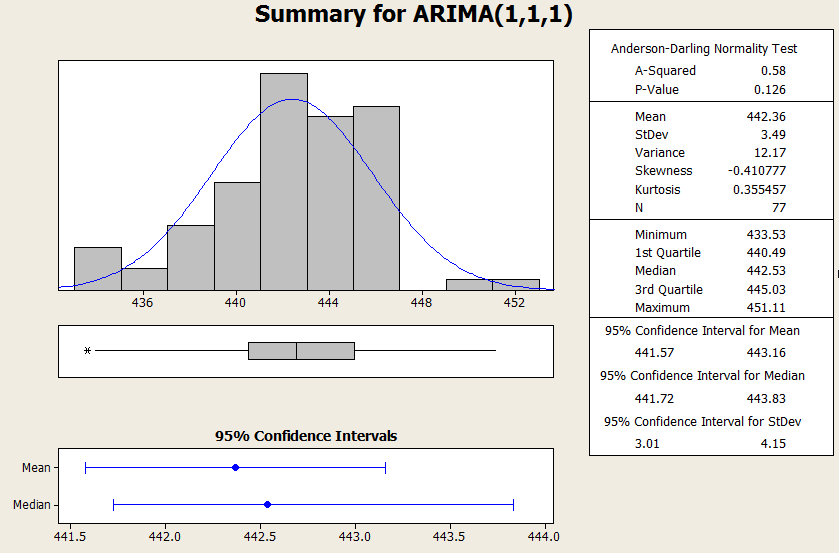 Summary for ARIMA(1,1,1)
436 440 444 448 452
95% Confidence Intervals
Mean
Median
441.5 442.0 442.5 443.0 443.5 444.0
Anderson-Darling Normality Test
A-Squared 0.58
P-Value 0.126
Mean 442.36
StDev 3.49
Variance 12.17
Skewness -0.410777
Kurtosis 0.355457
N 77
Minimum 433.53
1st Quartile 440.49
Median 442.53
3rd Quartile 445.03
Maximum 451.11
95% Confidence Interval for Mean
441.57 443.16
95% Confidence Interval for Median
441.72 443.83
95% Confidence Interval for StDev
3.01 4.15